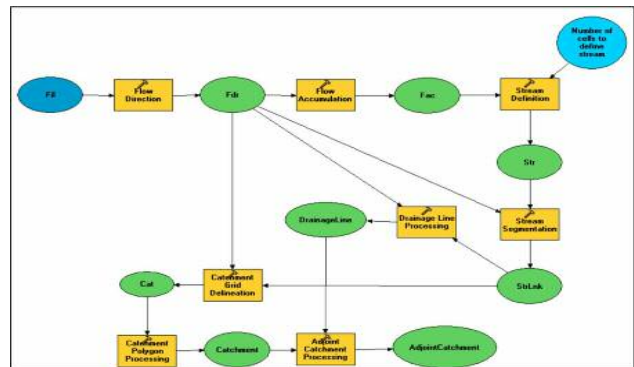 Number of
cells to
define
stream
Fil
Flow
Direction
Fdr
Flow
Accumulation
Fac
Stream
Definition
Str
DrainageLine
Drainage Line
Processing
Stream
Segmentation
Cat
Catchment
Grid
Delineation
StrLnk
Catchment
Polygon
Processing
Catchment
Adjoint
Catchment
Processing
AdjointCatchment